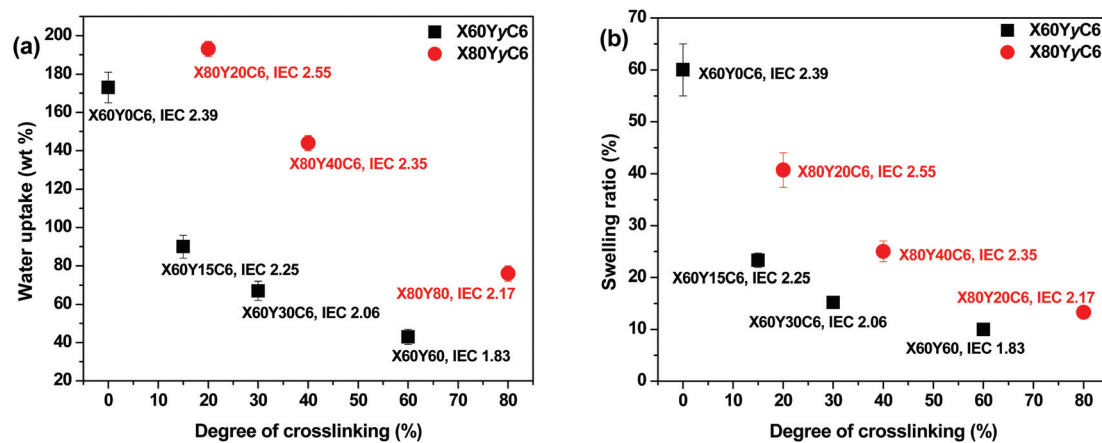 (a)
X60YyC6
X80YyC6
200
180
160
140
120
100
80
60
40
20
Water uptake (wt %)
X80Y20C6, IEC 2.55
X60Y0C6, IEC 2.39
X80Y40C6, IEC 2.35
X60Y15C6, IEC 2.25
X80Y80, IEC 2.17
X60Y30C6, IEC 2.06
X60Y60, IEC 1.83
0 10 20 30 40 50 60 70 80
Degree of crosslinking (%)
(b)
X60YyC6
X80YyC6
70
60
50
40
30
20
10
0
Swelling ratio (%)
X60Y0C6, IEC 2.39
X80Y20C6, IEC 2.55
X80Y40C6, IEC 2.35
X60Y15C6, IEC 2.25
X80Y20C6, IEC 2.17
X60Y30C6, IEC 2.06
X60Y60, IEC 1.83
0 10 20 30 40 50 60 70 80
Degree of crosslinking (%)